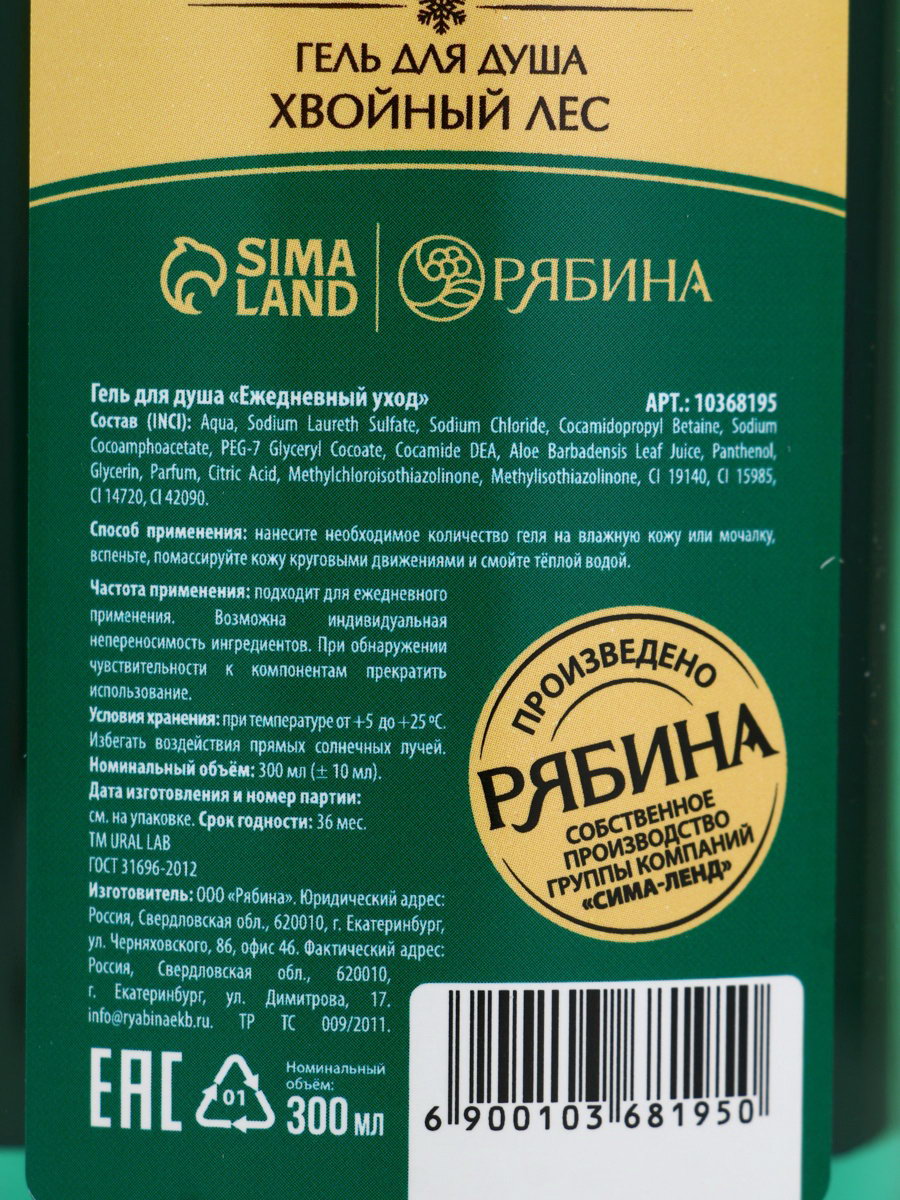 ГЕЛЬ ДЛЯ ДУША
ХВОЙНЫЙ ЛЕС
SIMA LAND
РЯБИНА
Гель для душа «Ежедневный уход» АРТ.: 10368195
Состав (INCI): Aqua, Sodium Laureth Sulfate, Sodium Chloride, Cocamidopropyl Betaine, Sodium
Cocoamphoacetate, PEG-7 Glyceryl Cocoate, Cocamide DEA, Aloe Barbadensis Leaf Juice, Panthenol,
Glycerin, Parfum, Citric Acid, Methylchloroisothiazolinone, Methylisothiazolinone, CI 19140, CI 15985,
CI 14720, CI 42090.
Способ применения: нанесите необходимое количество геля на влажную кожу или мочалку,
вспеньте, помассируйте кожу круговыми движениями и смойте тёплой водой.
Частота применения: подходит для ежедневного
применения. Возможна индивидуальная
непереносимость ингредиентов. При обнаружении
чувствительности к компонентам прекратить
использование.
Условия хранения: при температуре от +5 до +25 ºС.
Избегать воздействия прямых солнечных лучей.
Номинальный объём: 300 мл (± 10 мл).
Дата изготовления и номер партии:
см. на упаковке. Срок годности: 36 мес.
TM URAL LAB
ГОСТ 31696-2012
Изготовитель: ООО «Рябина». Юридический адрес:
Россия, Свердловская обл., 620010, г. Екатеринбург,
ул. Черняховского, 86, офис 46. Фактический адрес:
Россия, Свердловская обл., 620010,
г. Екатеринбург, ул. Димитрова, 17.
info@ryabinaekb.ru. ТР ТС 009/2011.
ПРОИЗВЕДЕНО
РЯБИНА
СОБСТВЕННОЕ
ПРОИЗВОДСТВО
ГРУППЫ КОМПАНИЙ
«СИМА-ЛЕНД»
EAC
01
Номинальный
объём:
300 мл
6 900103 681950